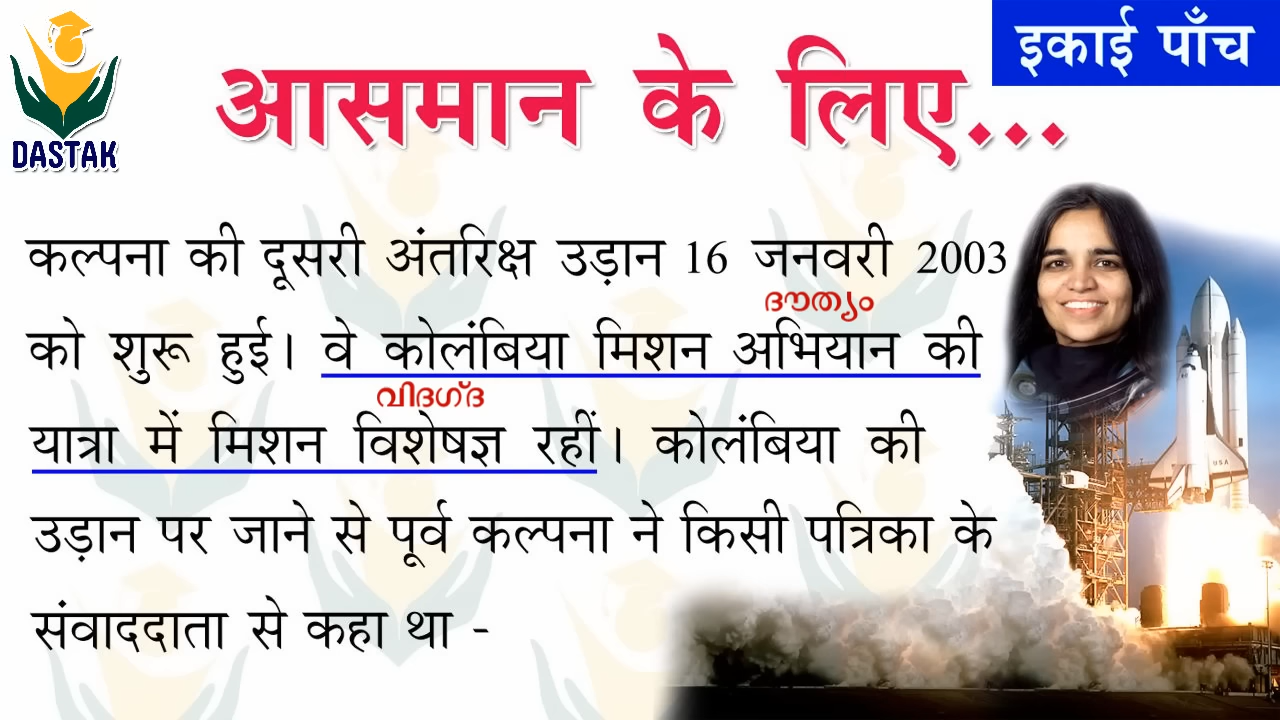 DASTAK
आसमान के लिए...
इकाई पाँच
कल्पना की दूसरी अंतरिक्ष उड़ान 16 जनवरी 2003
ദൗത്യം
को शुरू हुई। वे कोलंबिया मिशन अभियान की
വിദഗ്ദ
यात्रा में मिशन विशेषज्ञ रहीं। कोलंबिया की
उड़ान पर जाने से पूर्व कल्पना ने किसी पत्रिका के
संवाददाता से कहा था -
USA